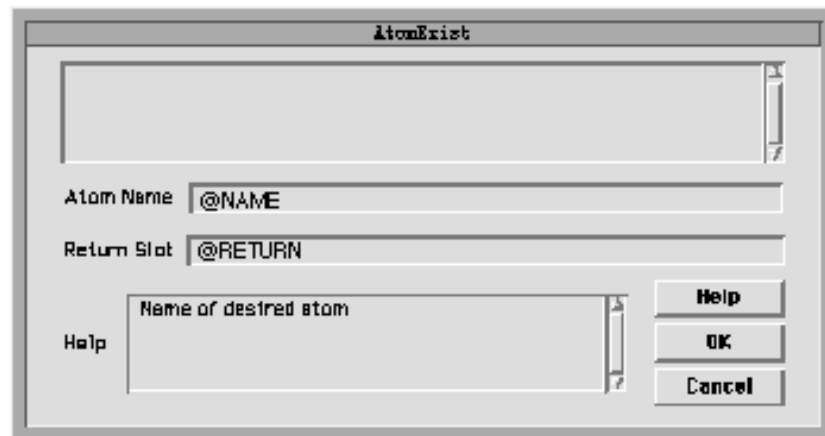 AtomExist
Atom Name @NAME
Return Slot @RETURN
Name of desired atom
Help
Help
OK
Cancel